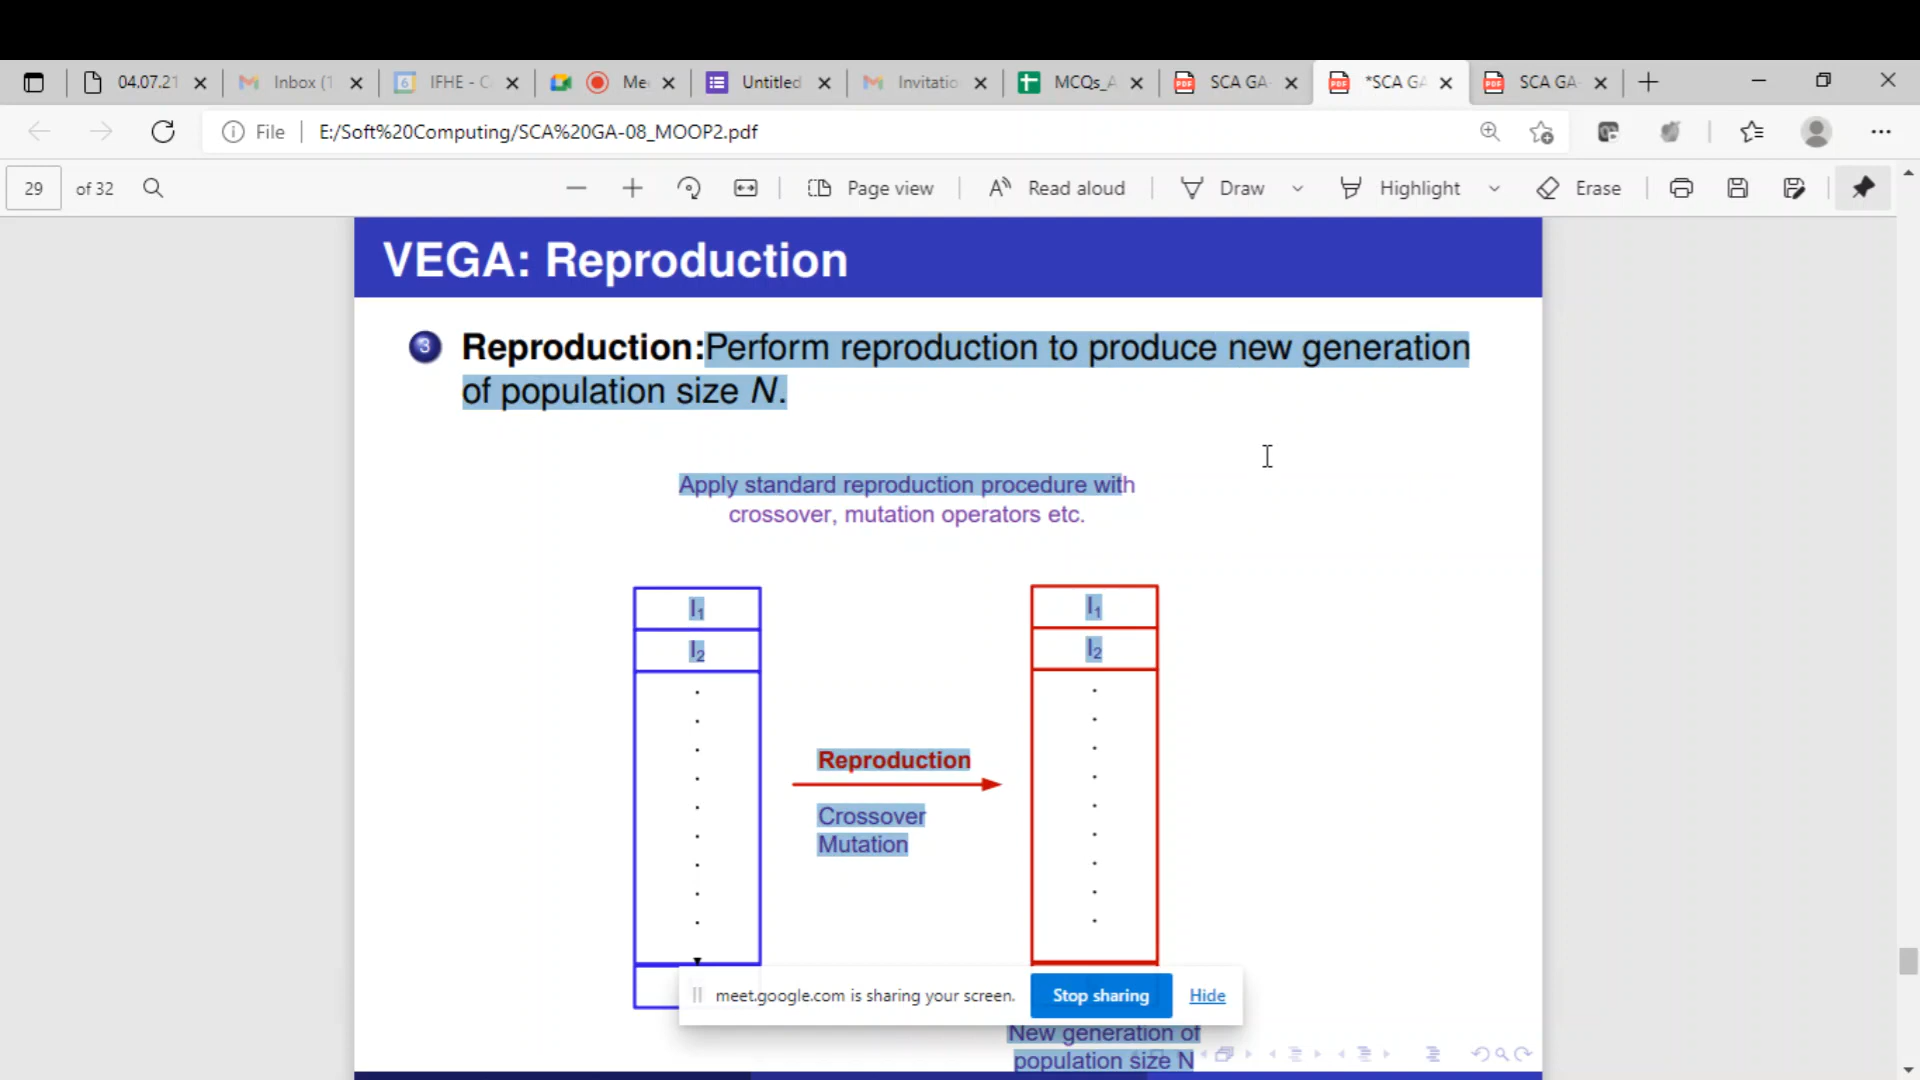 04.07.21
Inbox (1
IFHE - C
Me
Untitled
Invitatio
MCQs_A
SCA GA-
*SCA GA
SCA GA-
File
E:/Soft%20Computing/SCA%20GA-08_MOOP2.pdf
29 of 32
Page view
Read aloud
Draw
Highlight
Erase
VEGA: Reproduction
3 Reproduction:Perform reproduction to produce new generation
of population size N.
Apply standard reproduction procedure with
crossover, mutation operators etc.
I1 I1
I2 I2
Reproduction
Crossover
Mutation
meet.google.com is sharing your screen. Stop sharing Hide
New generation of
population size N